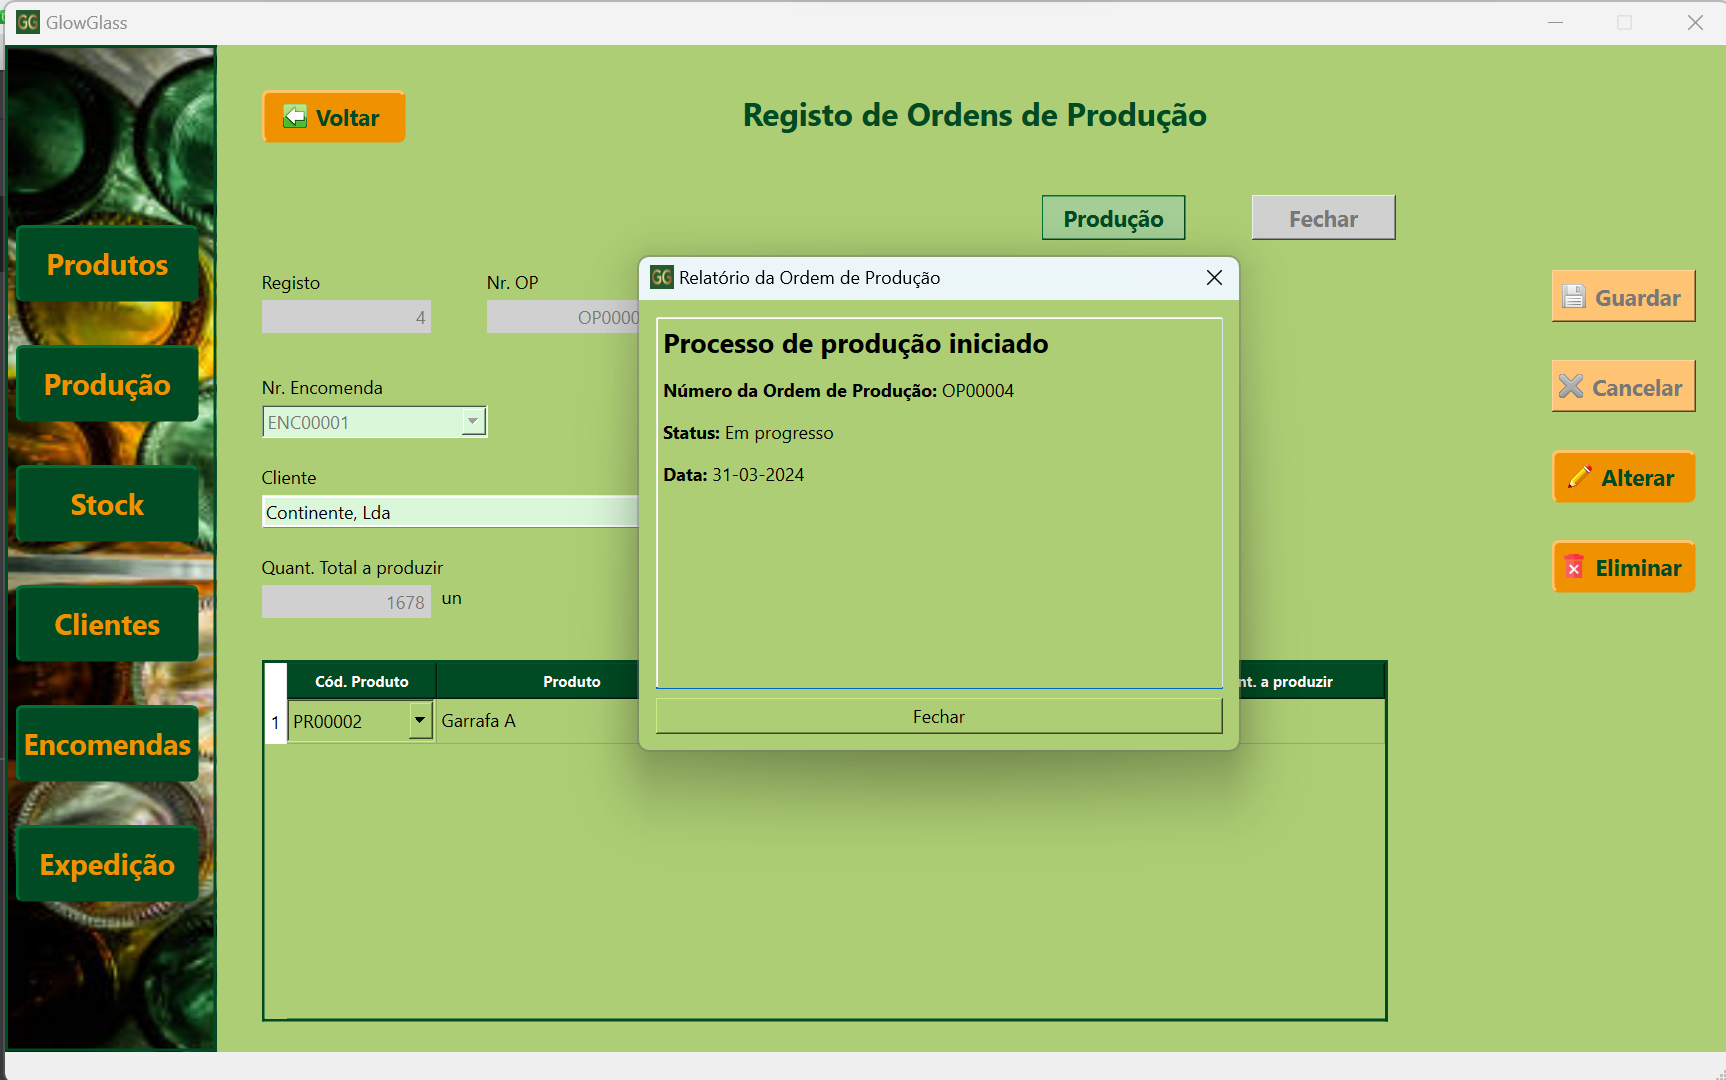 GG GlowGlass
Voltar
Registo de Ordens de Produção
Produção
Fechar
Produtos
Produção
Stock
Clientes
Encomendas
Expedição
Registo
Nr. OP
4
OP0000
Nr. Encomenda
ENC00001
Cliente
Continente, Lda
Quant. Total a produzir
1678 un
GG Relatório da Ordem de Produção
Processo de produção iniciado
Número da Ordem de Produção: OP00004
Status: Em progresso
Data: 31-03-2024
Fechar
Guardar
Cancelar
Alterar
Eliminar
Cód. Produto Produto nt. a produzir
1 PR00002 Garrafa A